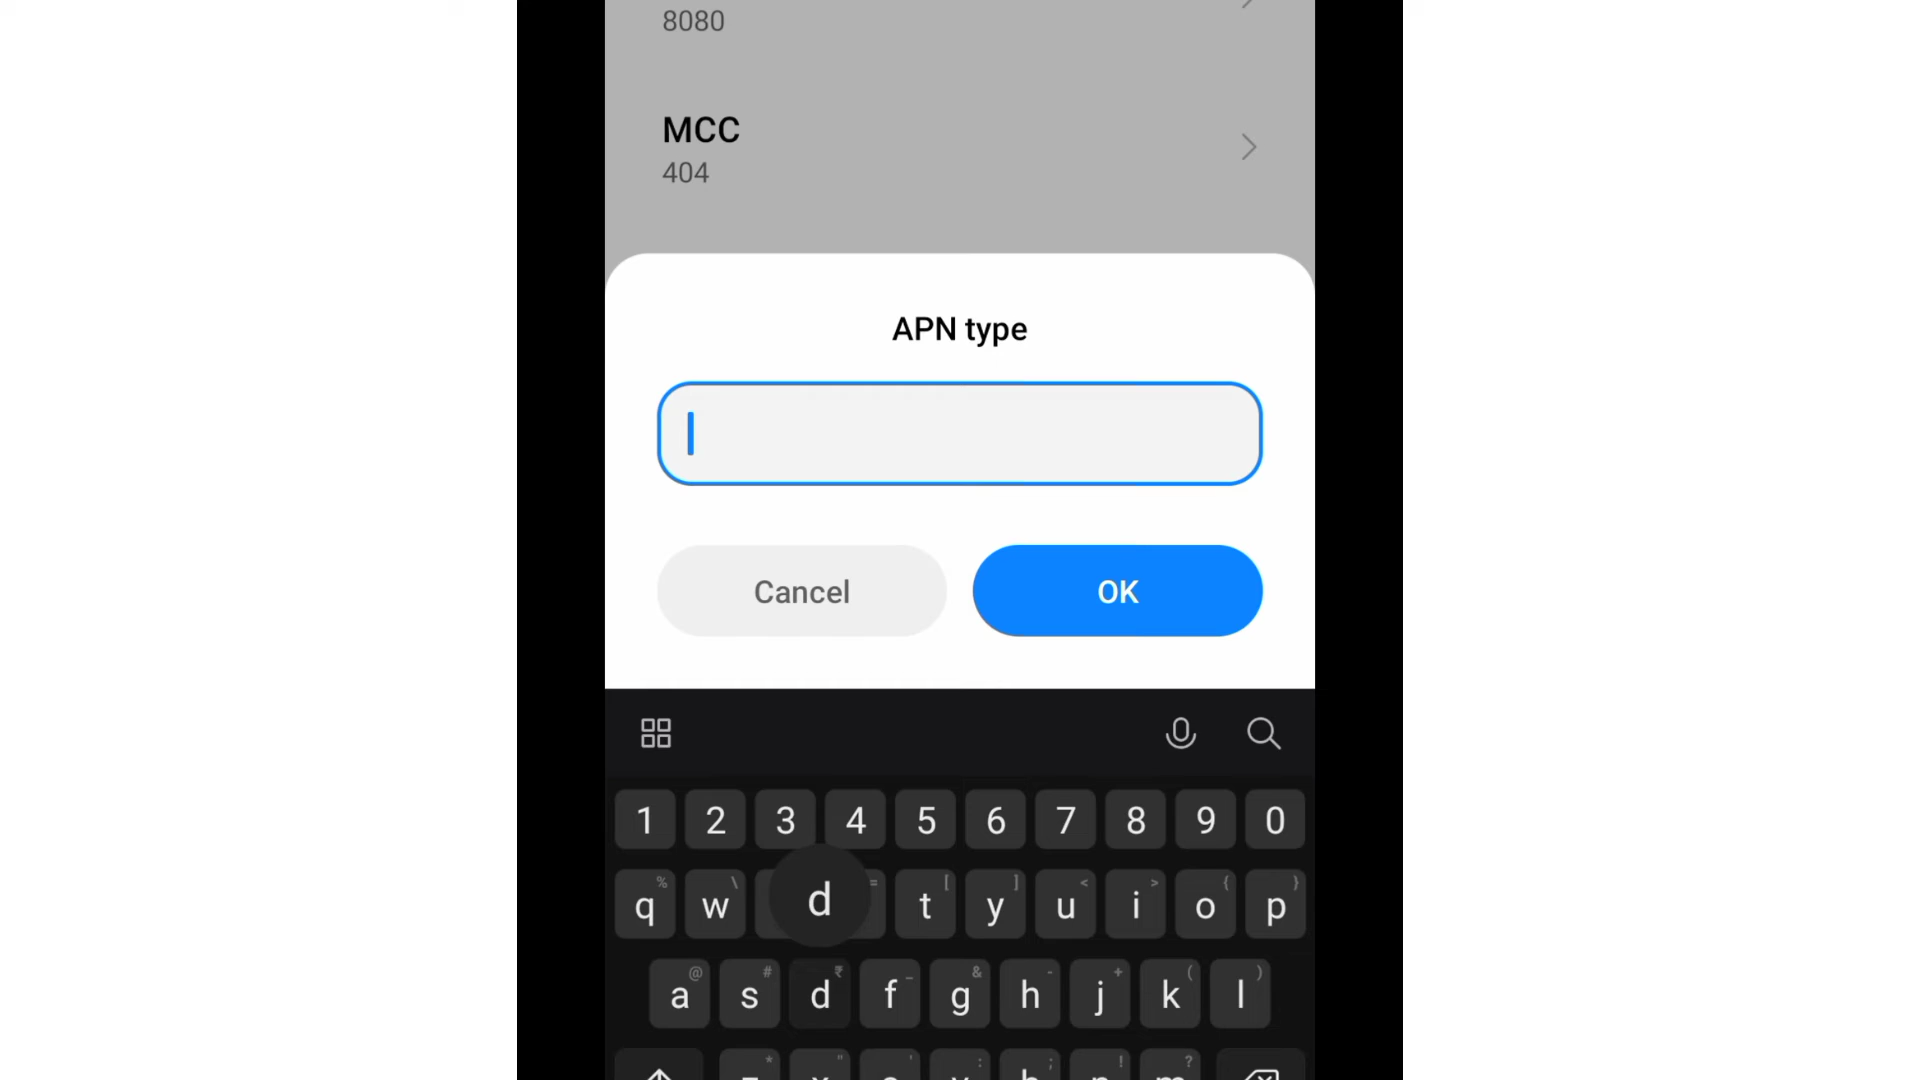 8080
MCC
404
APN type
Cancel
OK
1 2 3 4 5 6 7 8 9 0
% \ = [ ] < > { }
q w d t y u i o p
@ # ₹ _ & - + ( )
a s d f g h j k l
* " ' : ; ! ?